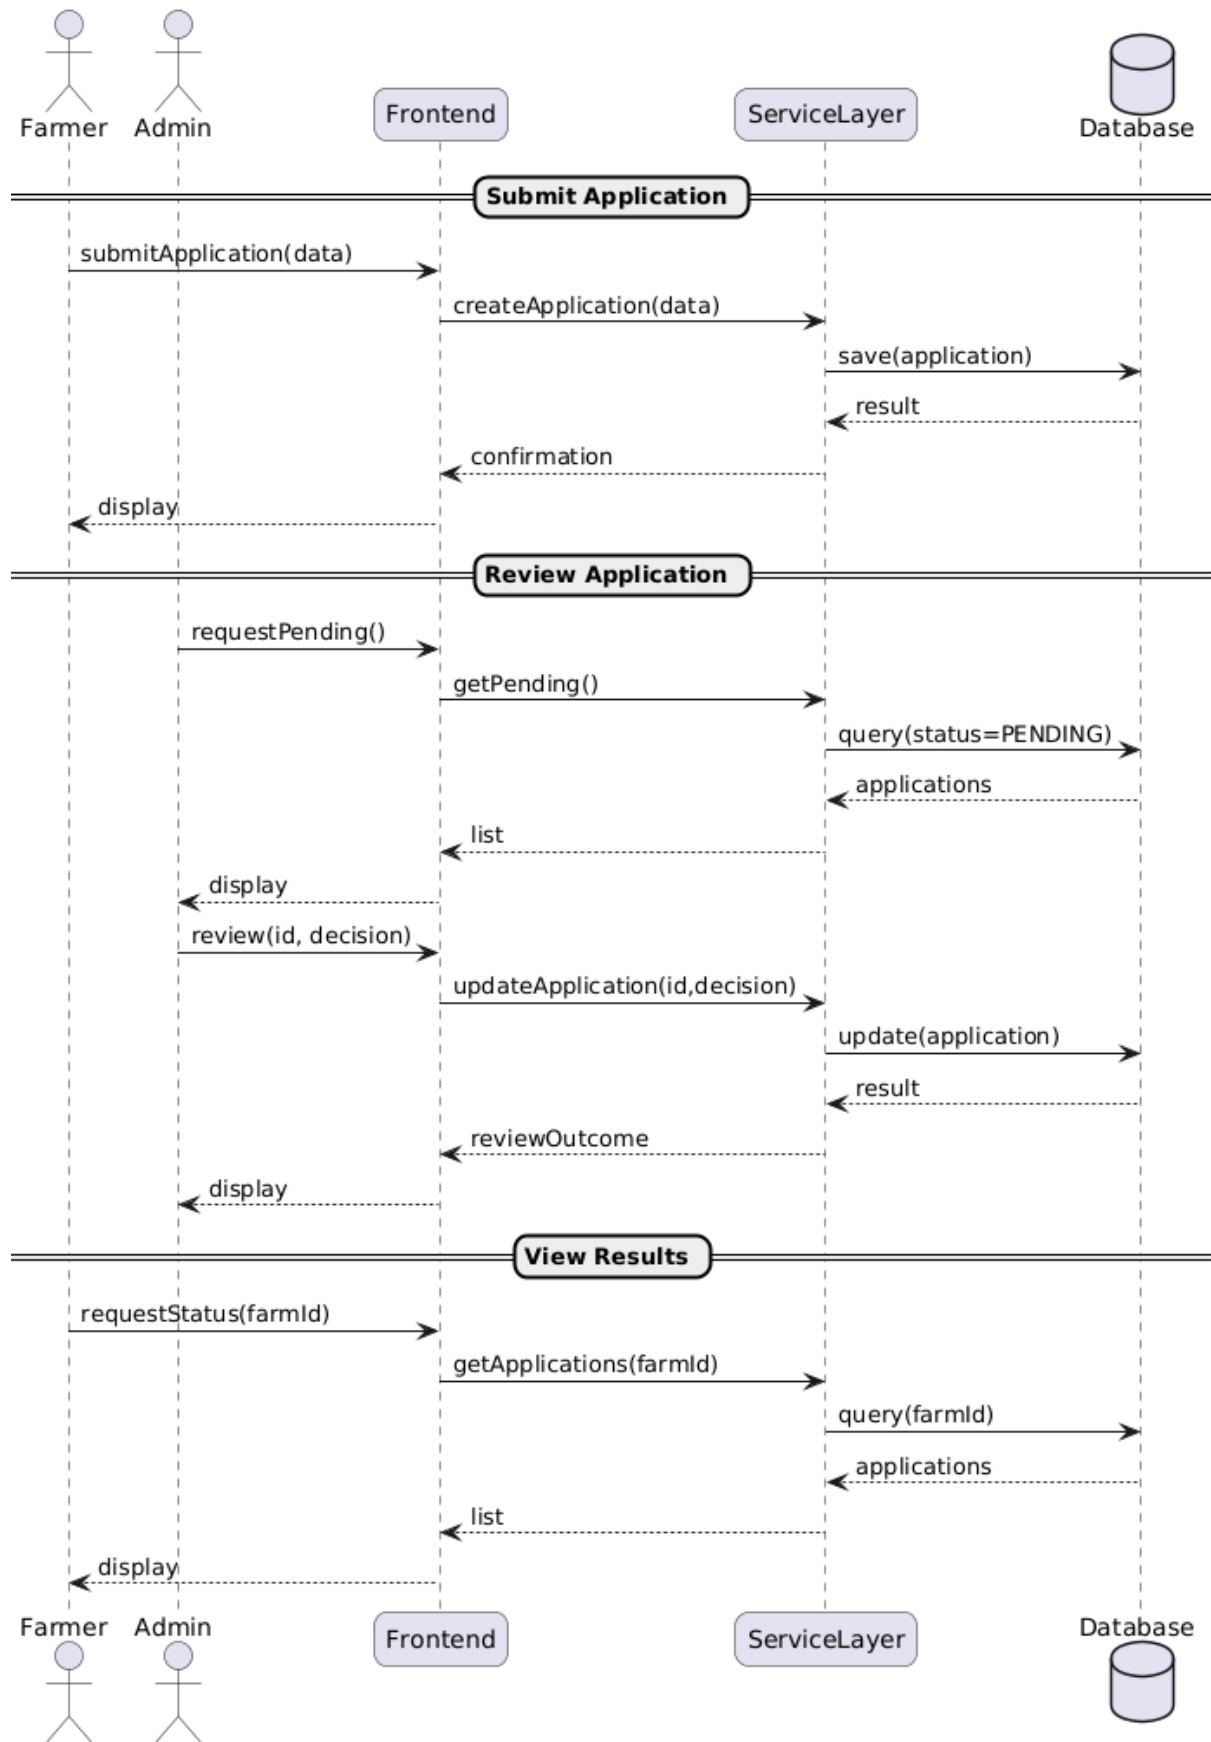 Farmer
Admin
Frontend
ServiceLayer
Database
Submit Application
submitApplication(data)
createApplication(data)
save(application)
result
confirmation
display
Review Application
requestPending()
getPending()
query(status=PENDING)
applications
list
display
review(id, decision)
updateApplication(id,decision)
update(application)
result
reviewOutcome
display
View Results
requestStatus(farmId)
getApplications(farmId)
query(farmId)
applications
list
display
Farmer
Admin
Frontend
ServiceLayer
Database